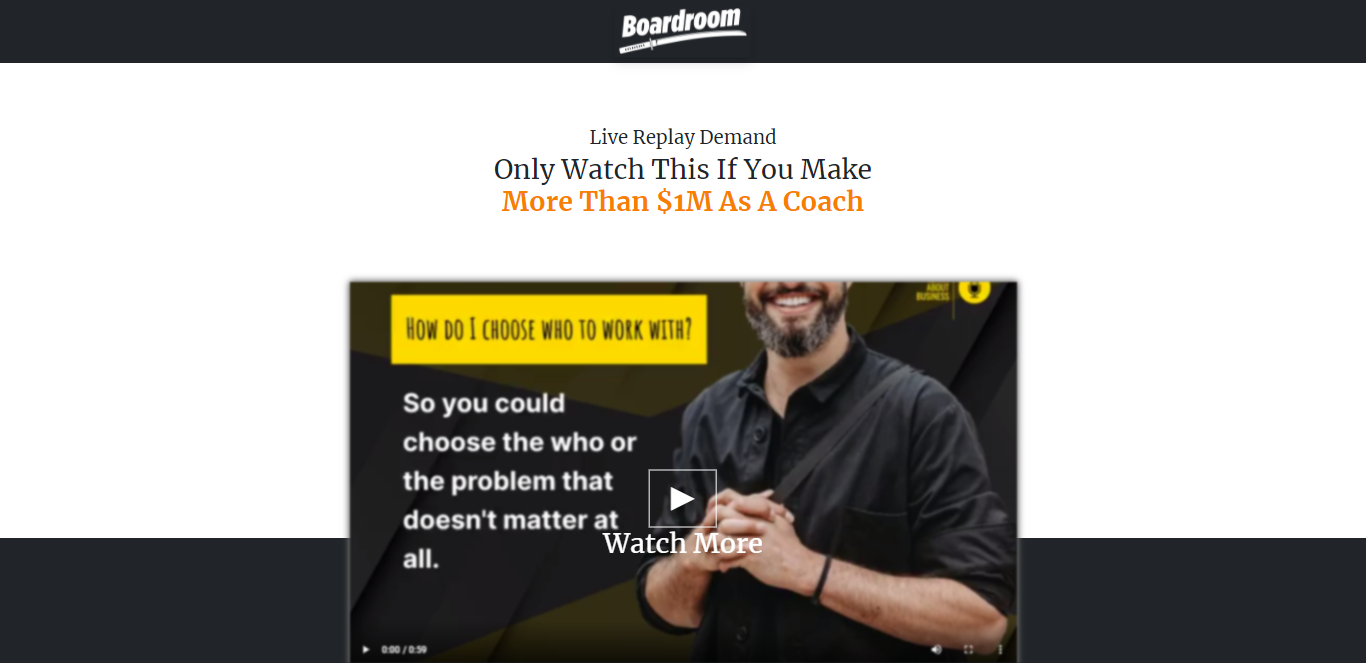 Boardroom
Live Replay Demand
Only Watch This If You Make
More Than $1M As A Coach
ABOUT
BUSINESS
HOW DO I CHOOSE WHO TO WORK WITH?
So you could
choose the who or
the problem that
doesn't matter at
all.
Watch More
0:00 / 0:59